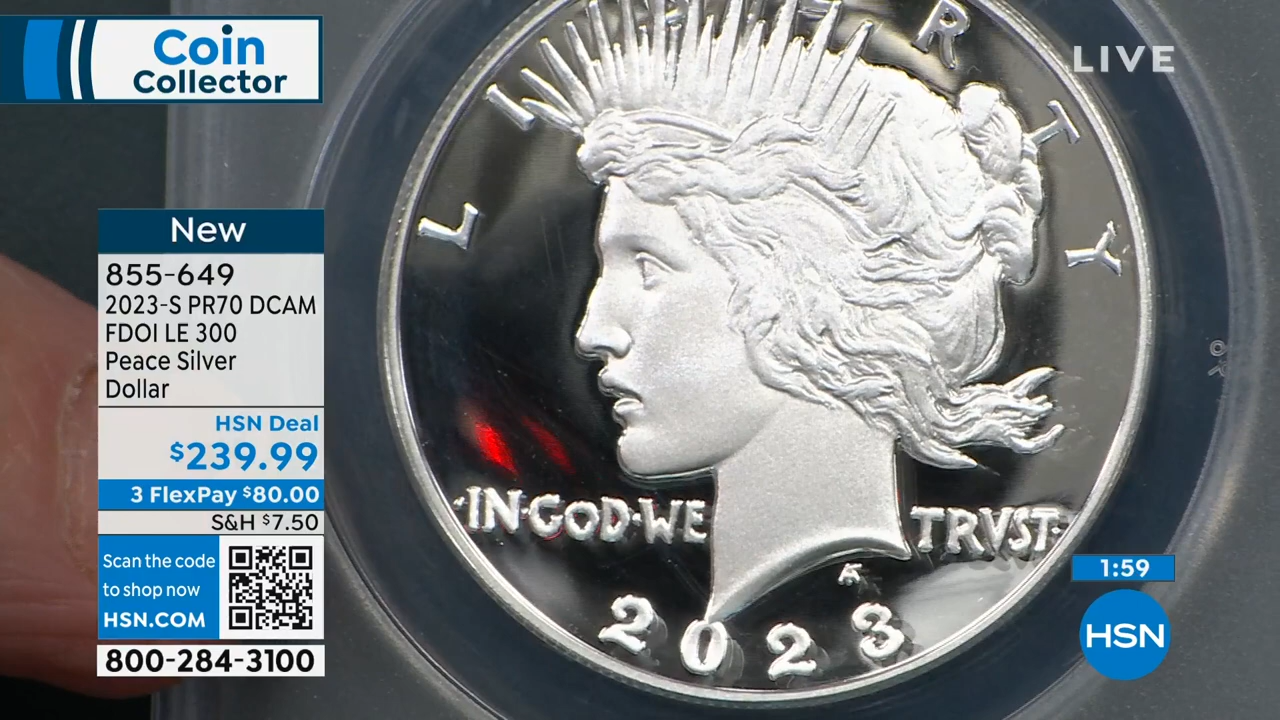 Coin
Collector
LIVE
New
855-649
2023-S PR70 DCAM
FDOI LE 300
Peace Silver
Dollar
HSN Deal
$239.99
3 FlexPay $80.00
S&H $7.50
Scan the code
to shop now
HSN.COM
800-284-3100
L I R T Y
IN·GOD·WE TRVST·
2023
1:59
HSN